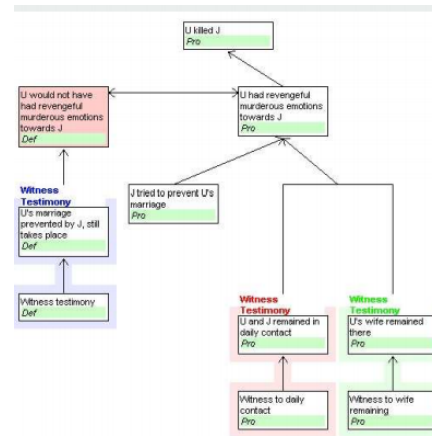 U killed J
Pro
U would not have
had revengeful
murderous emotions
towards J
Def
U had revengeful
murderous emotions
towards J
Pro
Witness
Testimony
U's marriage
prevented by J, still
takes place
Def
J tried to prevent U's
marriage
Pro
Witness testimony
Def
Witness
Testimony
U and J remained in
daily contact
Pro
Witness
Testimony
U's wife remained
there
Pro
Witness to daily
contact
Pro
Witness to wife
remaining
Pro